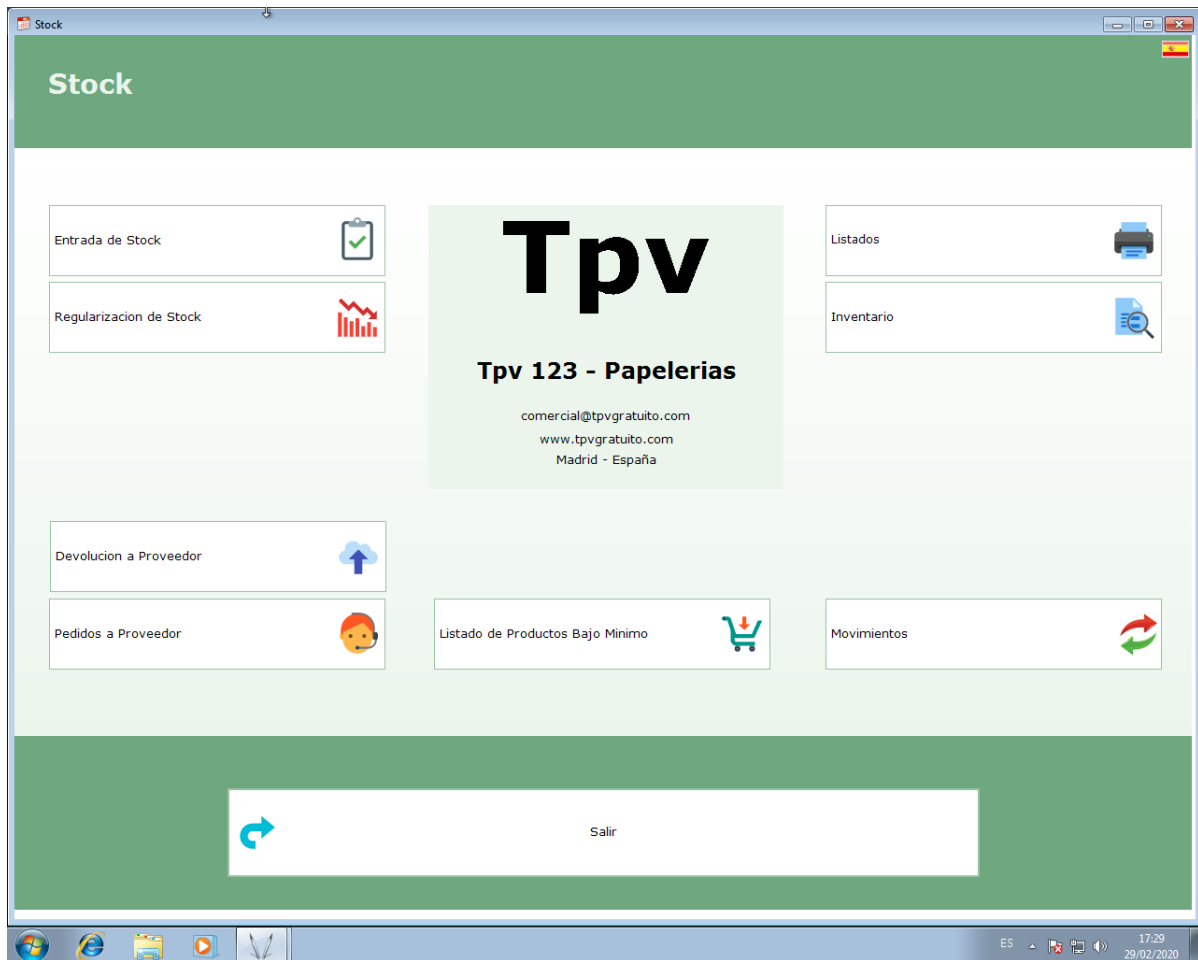 Stock
Stock
Entrada de Stock
Regularizacion de Stock
Tpv
Tpv 123 - Papelerias
comercial@tpvgratuito.com
www.tpvgratuito.com
Madrid - España
Listados
Inventario
Devolucion a Proveedor
Pedidos a Proveedor
Listado de Productos Bajo Minimo
Movimientos
Salir
ES
17:29
29/02/2020